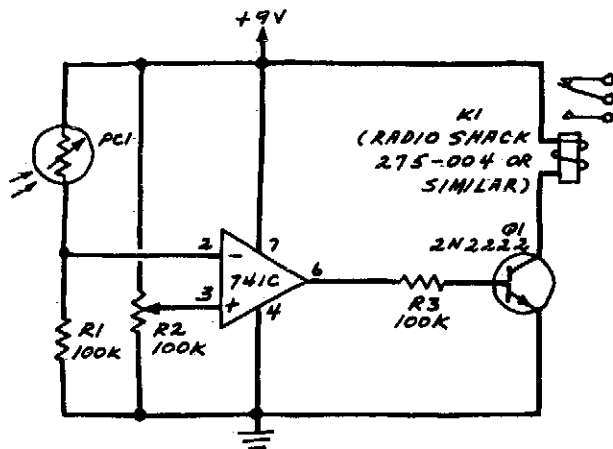 +9V
PC1
K1
(RADIO SHACK
275-004 OR
SIMILAR)
Q1
2N2222
2
-
7
741C
6
3
+
4
R1
100K
R2
100K
R3
100K